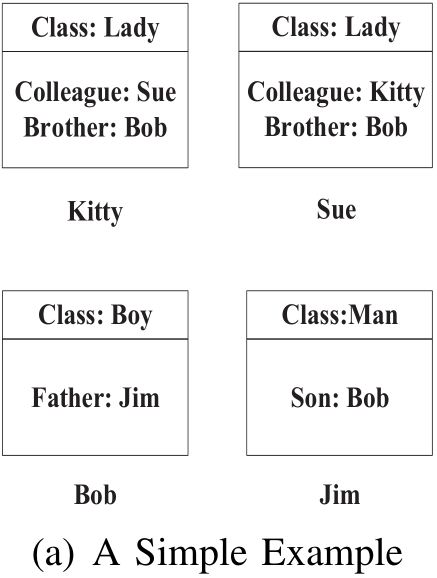 Class: Lady
Colleague: Sue
Brother: Bob
Kitty
Class: Lady
Colleague: Kitty
Brother: Bob
Sue
Class: Boy
Father: Jim
Bob
Class:Man
Son: Bob
Jim
(a) A Simple Example